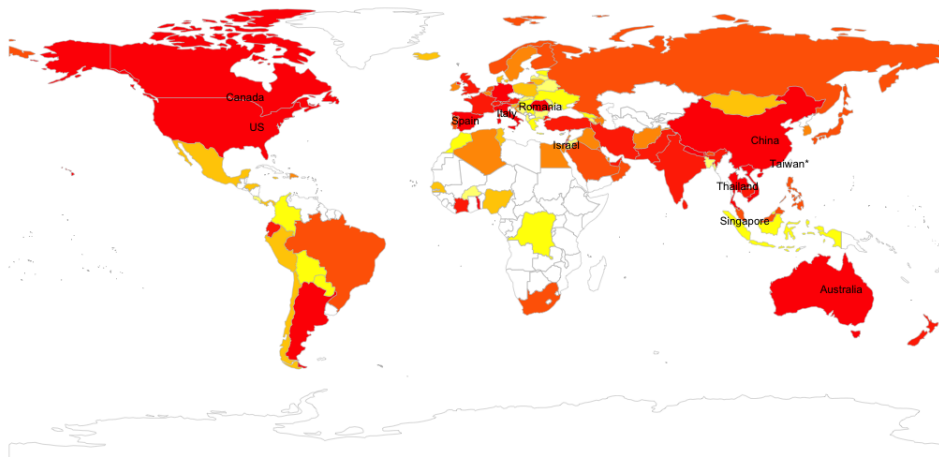 Canada
US
Spain
Italy
Romania
Israel
China
Taiwan*
Thailand
Singapore
Australia